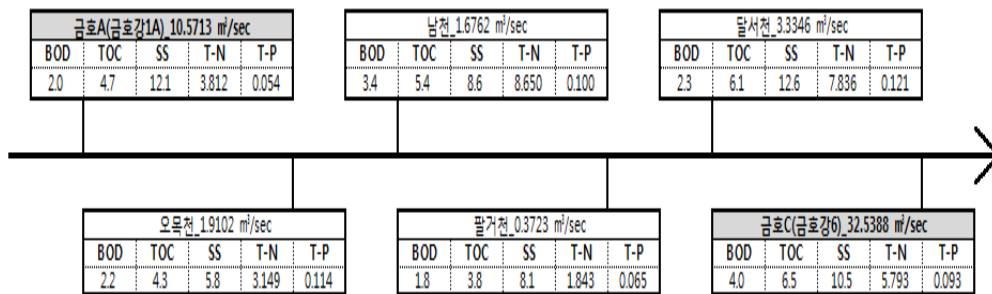 금호A(금호강1A)_10.5713 ㎥/sec
BOD TOC SS T-N T-P
2.0 4.7 12.1 3.812 0.054
남천_1.6762 ㎥/sec
BOD TOC SS T-N T-P
3.4 5.4 8.6 8.650 0.100
달서천_3.3346 ㎥/sec
BOD TOC SS T-N T-P
2.3 6.1 12.6 7.836 0.121
오목천_1.9102 ㎥/sec
BOD TOC SS T-N T-P
2.2 4.3 5.8 3.149 0.114
팔거천_0.3723 ㎥/sec
BOD TOC SS T-N T-P
1.8 3.8 8.1 1.843 0.065
금호C(금호강6)_32.5388 ㎥/sec
BOD TOC SS T-N T-P
4.0 6.5 10.5 5.793 0.093